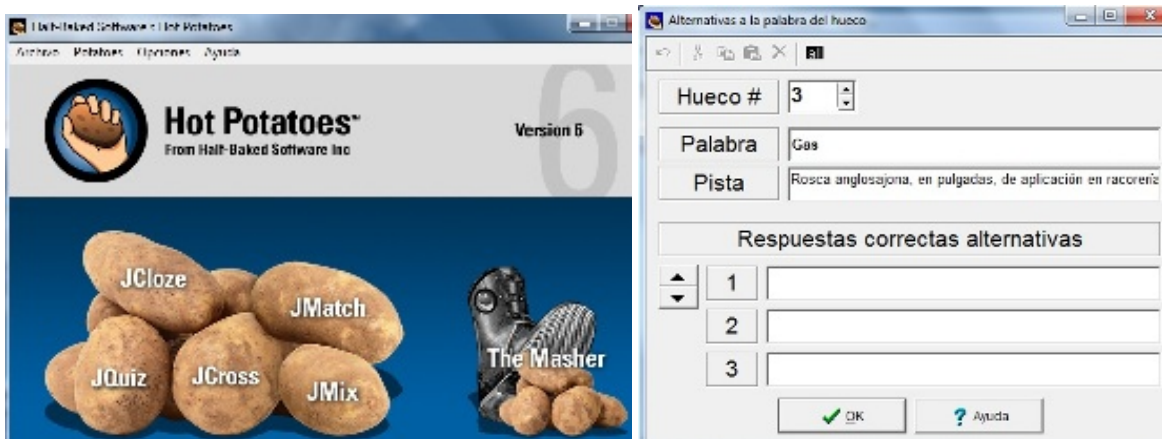 Half-Baked Software's Hot Potatoes
Archivo Potatoes Opciones Ayuda
Hot Potatoes™
From Half-Baked Software Inc
Version 6
6
JCloze
JMatch
JQuiz
JCross
JMix
The Masher
Alternativas a la palabra del hueco
all
Hueco # 3
Palabra Gas
Pista Rosca anglosajona, en pulgadas, de aplicación en racorería
Respuestas correctas alternativas
1
2
3
OK ? Ayuda